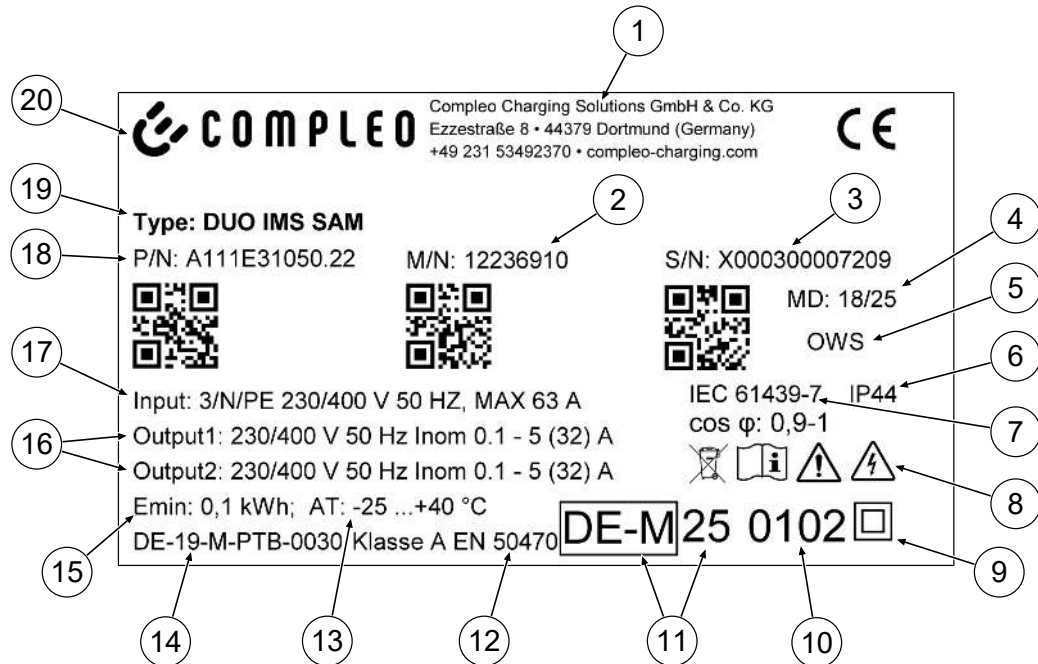 1
20
COMPLEO
Compleo Charging Solutions GmbH & Co. KG
Ezzestraße 8 • 44379 Dortmund (Germany)
+49 231 53492370 • compleo-charging.com
CE
19
Type: DUO IMS SAM
2
3
4
18
P/N: A111E31050.22
M/N: 12236910
S/N: X000300007209
MD: 18/25
5
OWS
17
6
Input: 3/N/PE 230/400 V 50 HZ, MAX 63 A
IEC 61439-7
IP44
cos φ: 0,9-1
7
16
Output1: 230/400 V 50 Hz Inom 0.1 - 5 (32) A
Output2: 230/400 V 50 Hz Inom 0.1 - 5 (32) A
8
Emin: 0,1 kWh; AT: -25 ...+40 °C
DE-19-M-PTB-0030 Klasse A EN 50470
DE-M 25 0102
15
9
14
13
12
11
10